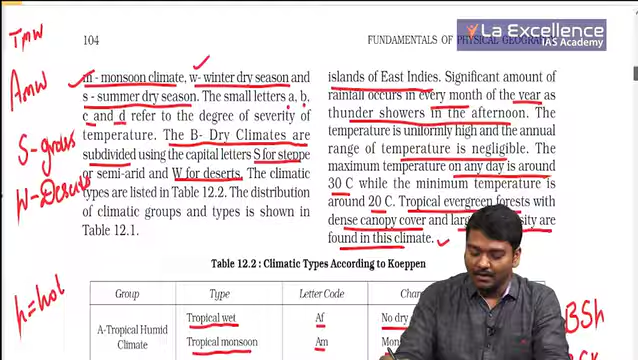 104
FUNDAMENTALS OF PHYSICAL
La Excellence
IAS Academy
m - monsoon climate, w- winter dry season and
s - summer dry season. The small letters a, b,
c and d refer to the degree of severity of
temperature. The B- Dry Climates are
subdivided using the capital letters S for steppe
or semi-arid and W for deserts. The climatic
types are listed in Table 12.2. The distribution
of climatic groups and types is shown in
Table 12.1.
islands of East Indies. Significant amount of
rainfall occurs in every month of the year as
thunder showers in the afternoon. The
temperature is uniformly high and the annual
range of temperature is negligible. The
maximum temperature on any day is around
30 C while the minimum temperature is
around 20 C. Tropical evergreen forests with
dense canopy cover and are
found in this climate.
Table 12.2 : Climatic Types According to Koeppen
Group Type Letter Code
A-Tropical Humid
Climate
Tropical wet Af No dry
Tropical monsoon Am
Amw
S-grass
h=hot
BSh